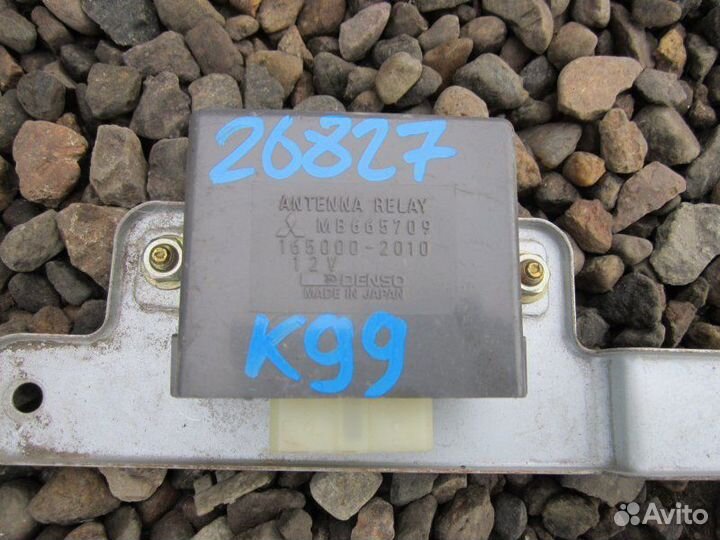 26827
ANTENNA RELAY
MB665709
165000-2010
12V
DENSO
MADE IN JAPAN
K99
Avito